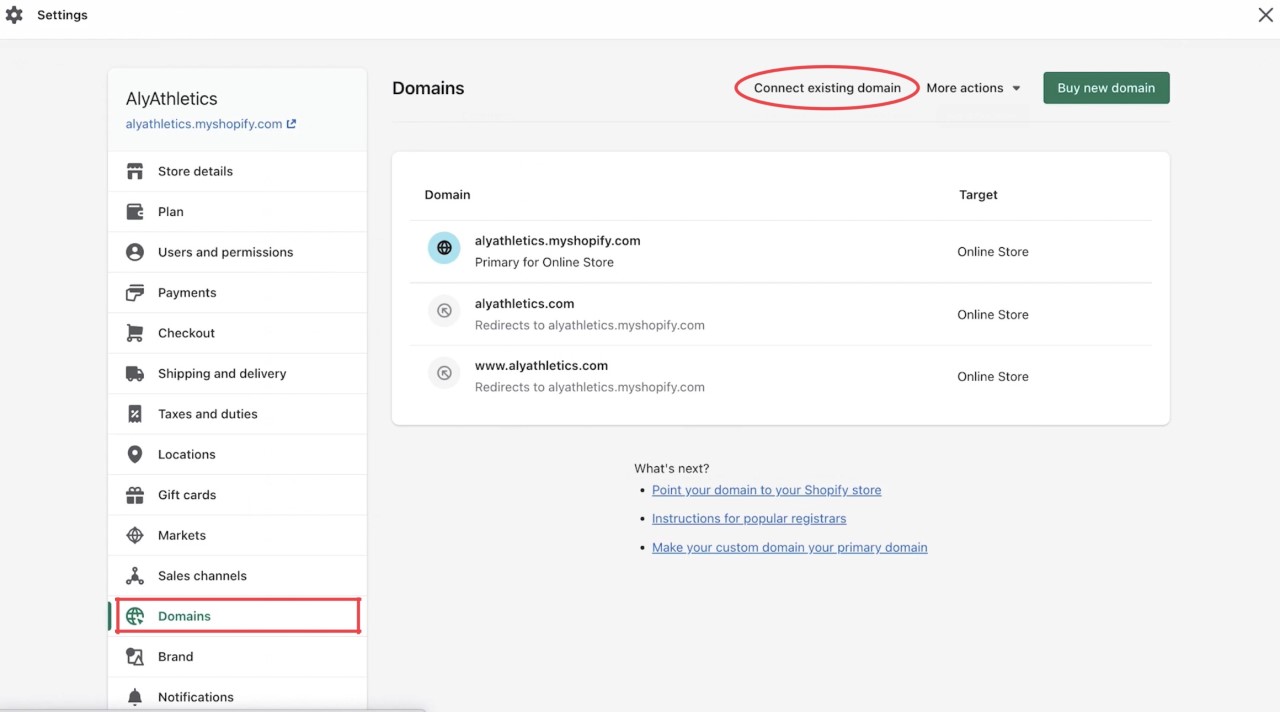 Settings
AlyAthletics
alyathletics.myshopify.com
Store details
Plan
Users and permissions
Payments
Checkout
Shipping and delivery
Taxes and duties
Locations
Gift cards
Markets
Sales channels
Domains
Brand
Notifications
Domains
Connect existing domain
More actions
Buy new domain
Domain Target
alyathletics.myshopify.com
Primary for Online Store
Online Store
alyathletics.com
Redirects to alyathletics.myshopify.com
Online Store
www.alyathletics.com
Redirects to alyathletics.myshopify.com
Online Store
What's next?
• Point your domain to your Shopify store
• Instructions for popular registrars
• Make your custom domain your primary domain